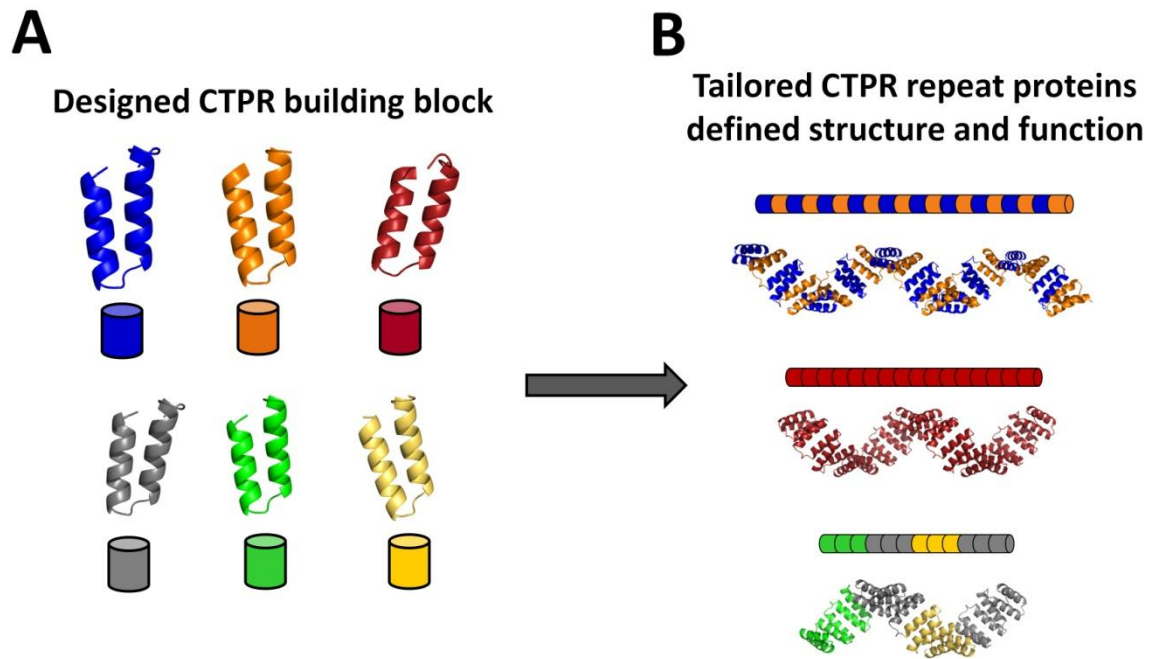 A
Designed CTPR building block
B
Tailored CTPR repeat proteins
defined structure and function